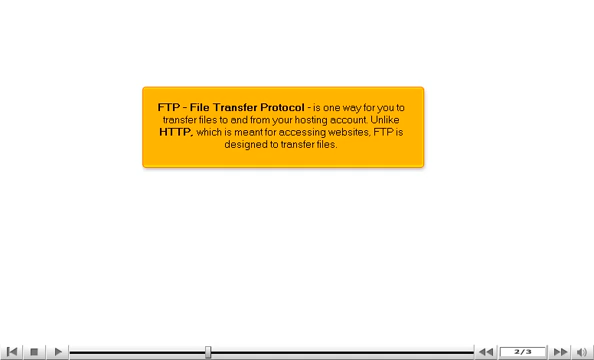 FTP - File Transfer Protocol - is one way for you to
transfer files to and from your hosting account. Unlike
HTTP, which is meant for accessing websites, FTP is
designed to transfer files.
2/3